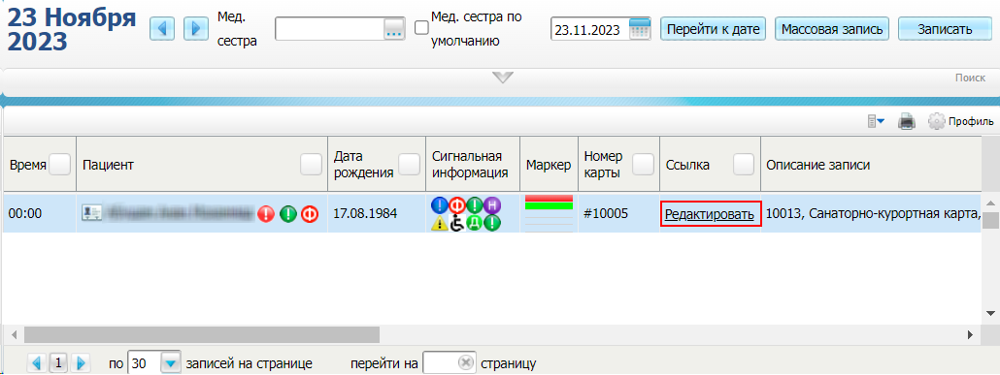 23 Ноября
2023
Мед.
сестра
...
Мед. сестра по
умолчанию
23.11.2023
Перейти к дате
Массовая запись
Записать
Поиск
Профиль
Время
Пациент
Дата
рождения
Сигнальная
информация
Маркер
Номер
карты
Ссылка
Описание записи
00:00
17.08.1984
#10005
Редактировать
10013, Санаторно-курортная карта,
1
по
30
записей на странице
перейти на
страницу